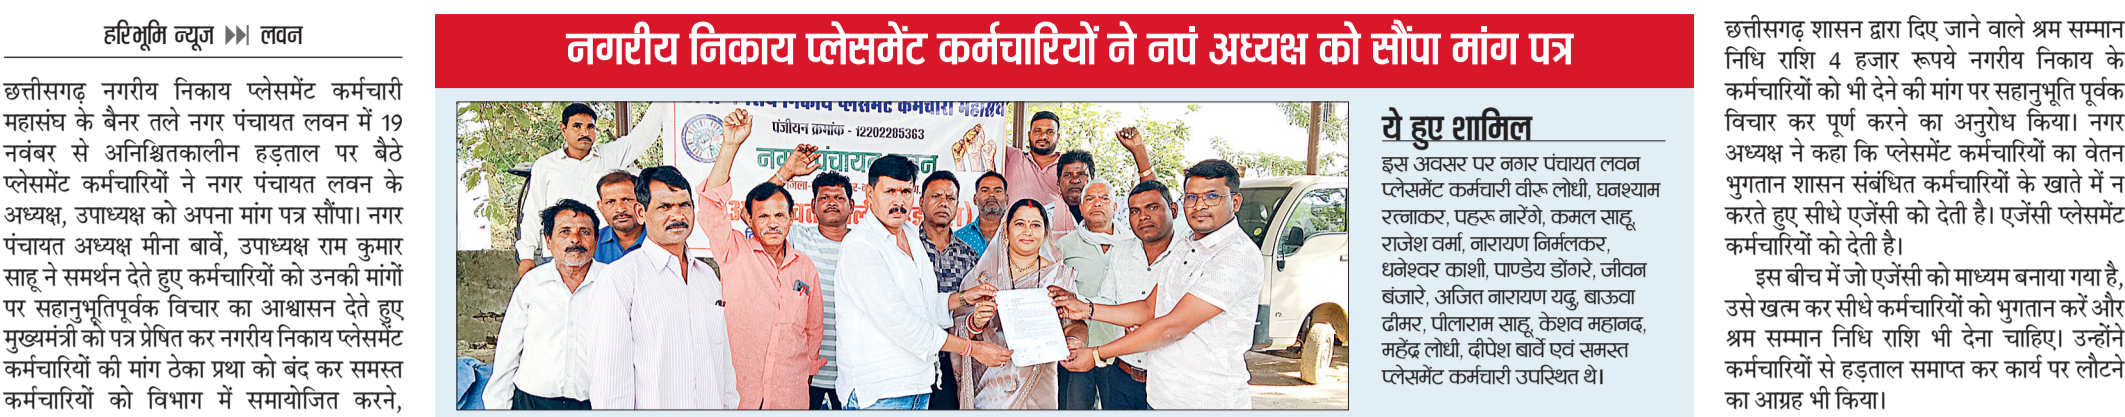 हरिभूमि न्यूज लवन
छत्तीसगढ़ नगरीय निकाय प्लेसमेंट कर्मचारी
महासंघ के बैनर तले नगर पंचायत लवन में 19
नवंबर से अनिश्चितकालीन हड़ताल पर बैठे
प्लेसमेंट कर्मचारियों ने नगर पंचायत लवन के
अध्यक्ष, उपाध्यक्ष को अपना मांग पत्र सौंपा। नगर
पंचायत अध्यक्ष मीना बार्वे, उपाध्यक्ष राम कुमार
साहू ने समर्थन देते हुए कर्मचारियों को उनकी मांगों
पर सहानुभूतिपूर्वक विचार का आश्वासन देते हुए
मुख्यमंत्री को पत्र प्रेषित कर नगरीय निकाय प्लेसमेंट
कर्मचारियों की मांग ठेका प्रथा को बंद कर समस्त
कर्मचारियों को विभाग में समायोजित करने,
नगरीय निकाय प्लेसमेंट कर्मचारियों ने नपं अध्यक्ष को सौंपा मांग पत्र
निकाय प्लेसमेंट कर्मचारी महासंघ
पंजीयन क्रमांक - 12202285363
नगर पंचायत लवन
ये हुए शामिल
इस अवसर पर नगर पंचायत लवन
प्लेसमेंट कर्मचारी वीरू लोधी, घनश्याम
रत्नाकर, पहरू नारेंगे, कमल साहू,
राजेश वर्मा, नारायण निर्मलकर,
धनेश्वर काशी, पाण्डेय डोंगरे, जीवन
बंजारे, अजित नारायण यदु, बाऊवा
ढीमर, पीलाराम साहू, केशव महानद,
महेंद्र लोधी, दीपेश बार्वे एवं समस्त
प्लेसमेंट कर्मचारी उपस्थित थे।
छत्तीसगढ़ शासन द्वारा दिए जाने वाले श्रम सम्मान
निधि राशि 4 हजार रूपये नगरीय निकाय के
कर्मचारियों को भी देने की मांग पर सहानुभूति पूर्वक
विचार कर पूर्ण करने का अनुरोध किया। नगर
अध्यक्ष ने कहा कि प्लेसमेंट कर्मचारियों का वेतन
भुगतान शासन संबंधित कर्मचारियों के खाते में न
करते हुए सीधे एजेंसी को देती है। एजेंसी प्लेसमेंट
कर्मचारियों को देती है।
इस बीच में जो एजेंसी को माध्यम बनाया गया है,
उसे खत्म कर सीधे कर्मचारियों को भुगतान करें और
श्रम सम्मान निधि राशि भी देना चाहिए। उन्होंने
कर्मचारियों से हड़ताल समाप्त कर कार्य पर लौटने
का आग्रह भी किया।